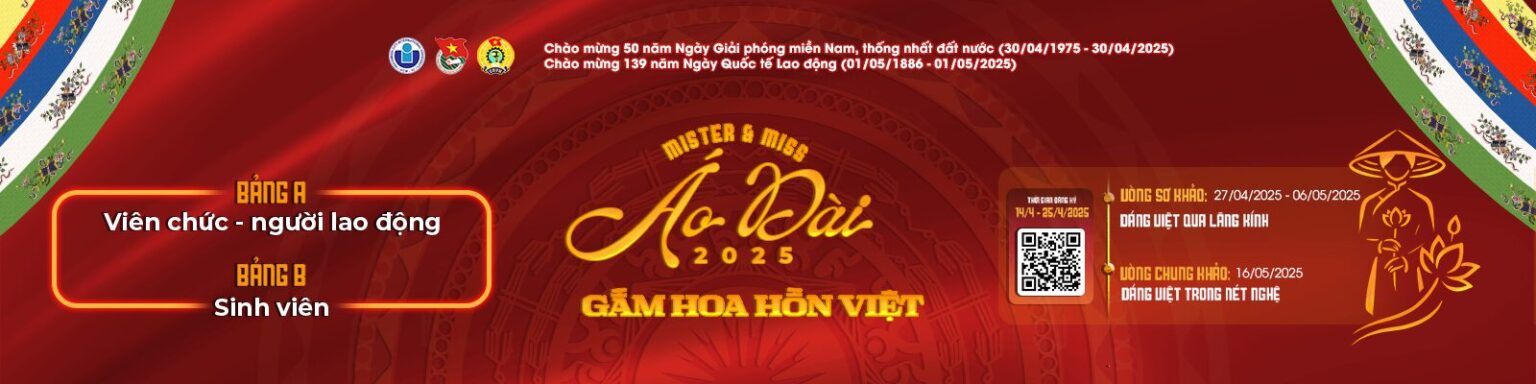 Chào mừng 50 năm Ngày Giải phóng miền Nam, thống nhất đất nước (30/04/1975 - 30/04/2025)
Chào mừng 139 năm Ngày Quốc tế Lao động (01/05/1886 - 01/05/2025)
BẢNG A
Viên chức - người lao động
BẢNG B
Sinh viên
MISTER & MISS
Áo Dài
2025
GẤM HOA HỒN VIỆT
THỜI GIAN ĐĂNG KÝ
14/4 - 25/4/2025
VÒNG SƠ KHẢO: 27/04/2025 - 06/05/2025
DÁNG VIỆT QUA LĂNG KÍNH
VÒNG CHUNG KHẢO: 16/05/2025
DÁNG VIỆT TRONG NÉT NGHỆ